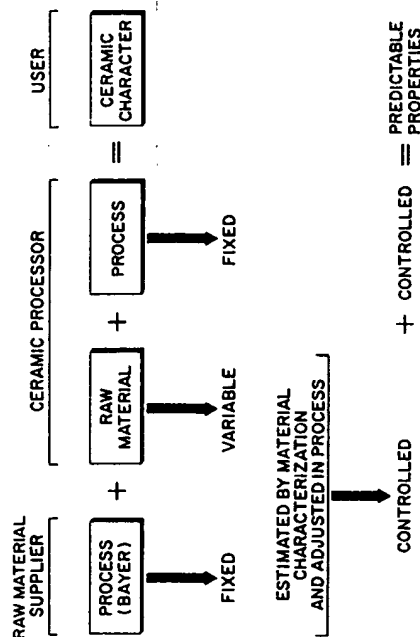 RAW MATERIAL
SUPPLIER
CERAMIC PROCESSOR
USER
PROCESS
(BAYER)
+
RAW
MATERIAL
+
PROCESS
=
CERAMIC
CHARACTER
FIXED
VARIABLE
FIXED
ESTIMATED BY MATERIAL
CHARACTERIZATION
AND ADJUSTED IN PROCESS
CONTROLLED
+ CONTROLLED
= PREDICTABLE
PROPERTIES